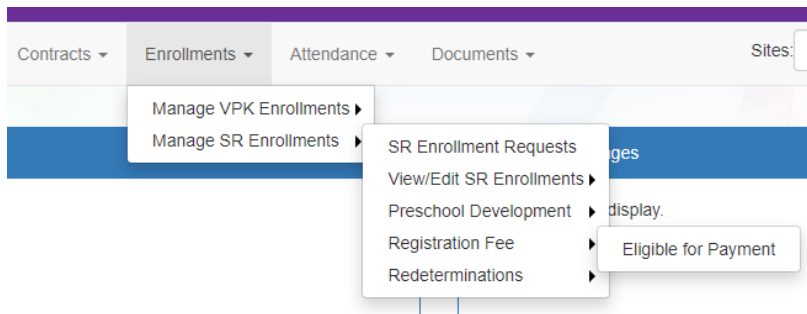 Contracts Enrollments Attendance Documents Sites:
Manage VPK Enrollments
Manage SR Enrollments
SR Enrollment Requests
View/Edit SR Enrollments
Preschool Development
Registration Fee
Redeterminations
Eligible for Payment
display.